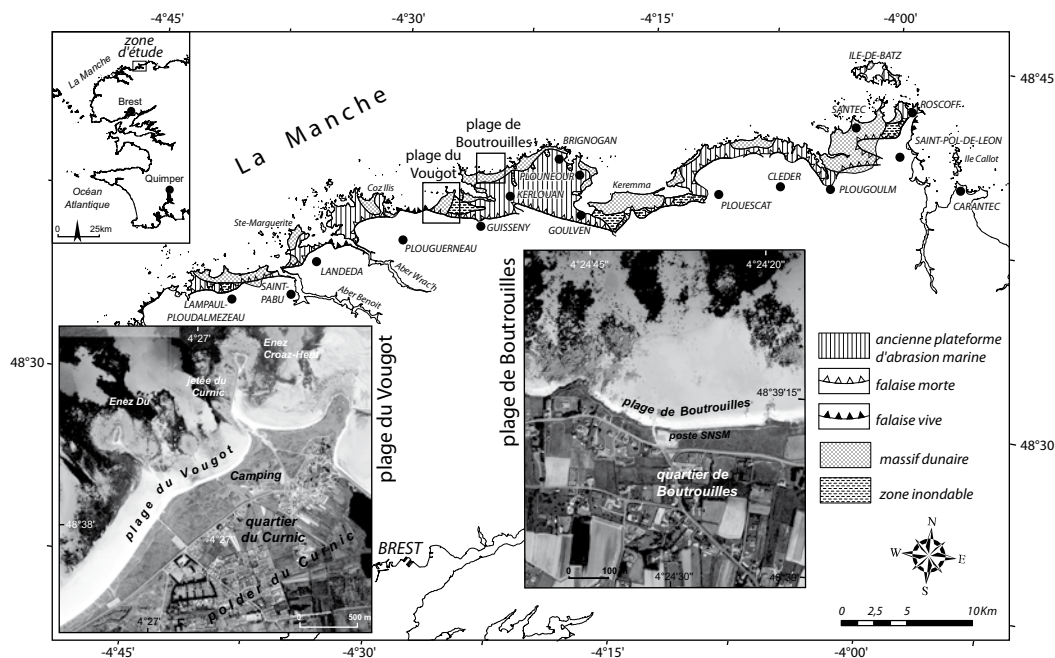 -4°45'
-4°30'
-4°15'
-4°00'
zone
d'étude
La Manche
Brest
Quimper
Océan
Atlantique
0 25km
La Manche
48°45'
ILE-DE-BATZ
ROSCOFF
SANTEC
SAINT-POL-DE-LEON
Ile Callot
CARANTEC
plage de
Boutrouilles
BRIGNOGAN
plage du
Vougot
PLOUNEOUR
KERLOUAN
Keremma
CLEDER
PLOUESCAT
PLOUGOULM
GOULVEN
GUISSENY
Coz Ilis
Ste-Marguerite
PLOUGUERNEAU
LANDEDA
Aber Wrac'h
Aber Benoit
SAINT-
PABU
LAMPAUL-
PLOUDALMEZEAU
48°30'
4°27'
Enez
Croaz-Hent
jetée du
Curnic
Enez Du
plage du Vougot
Camping
quartier
du Curnic
48°38'
4°27'
polder du Curnic
4°27'
0 500 m
plage du Vougot
BREST
plage de Boutrouilles
4°24'45"
4°24'20"
48°39'15"
plage de Boutrouilles
poste SNSM
quartier de
Boutrouilles
0 100 m
4°24'30"
48°39'
ancienne plateforme
d'abrasion marine
falaise morte
falaise vive
massif dunaire
zone inondable
48°30'
N
W E
S
0 2,5 5 10Km
-4°45'
-4°30'
-4°15'
-4°00'